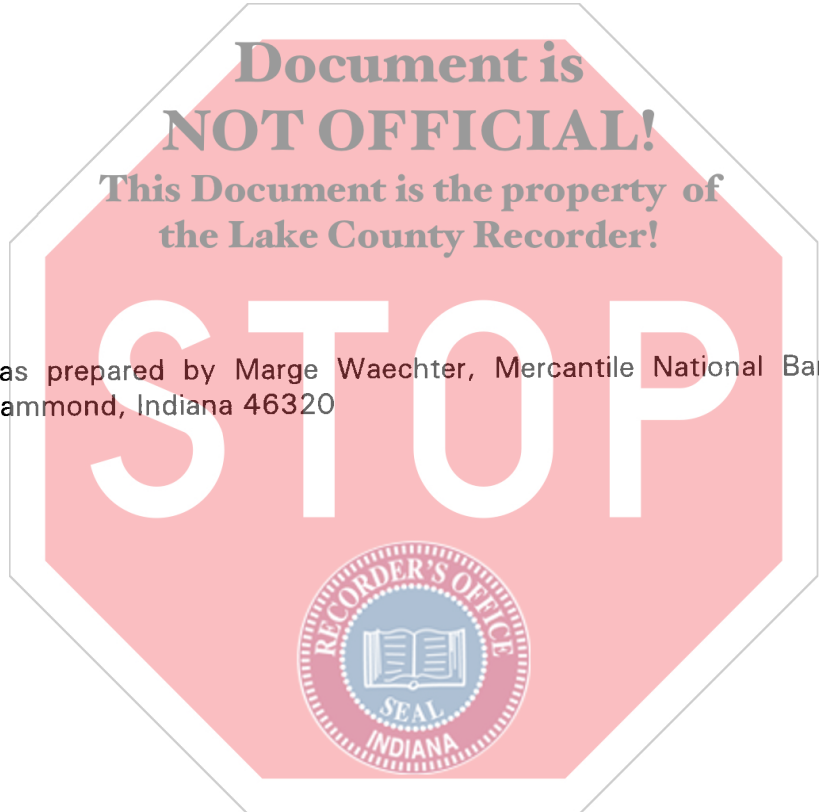 Document is
NOT OFFICIAL!
This Document is the property of
the Lake County Recorder!
STOP
as prepared by Marge Waechter, Mercantile National Ba
ammond, Indiana 46320
RECORDER'S OFFICE
SEAL
INDIANA